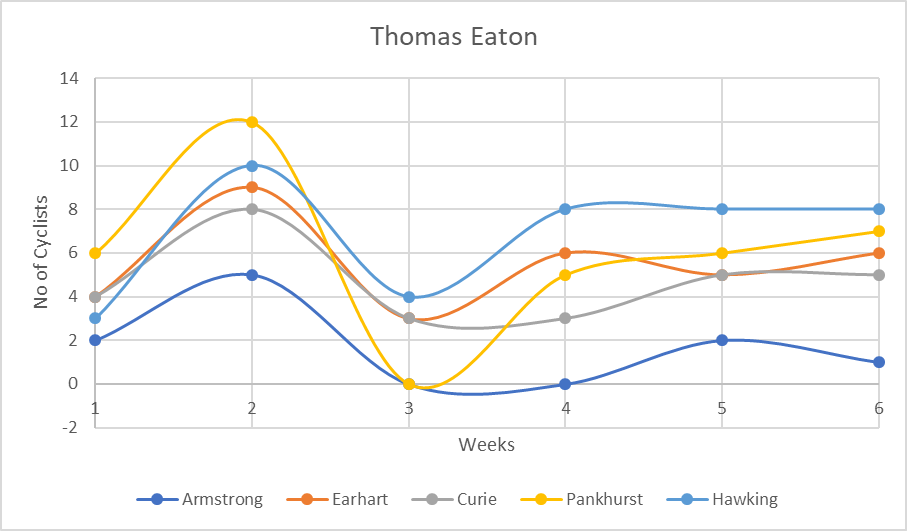 Thomas Eaton
14
12
10
8
6
4
2
0
-2
No of Cyclists
1 2 3 4 5 6
Weeks
Armstrong Earhart Curie Pankhurst Hawking